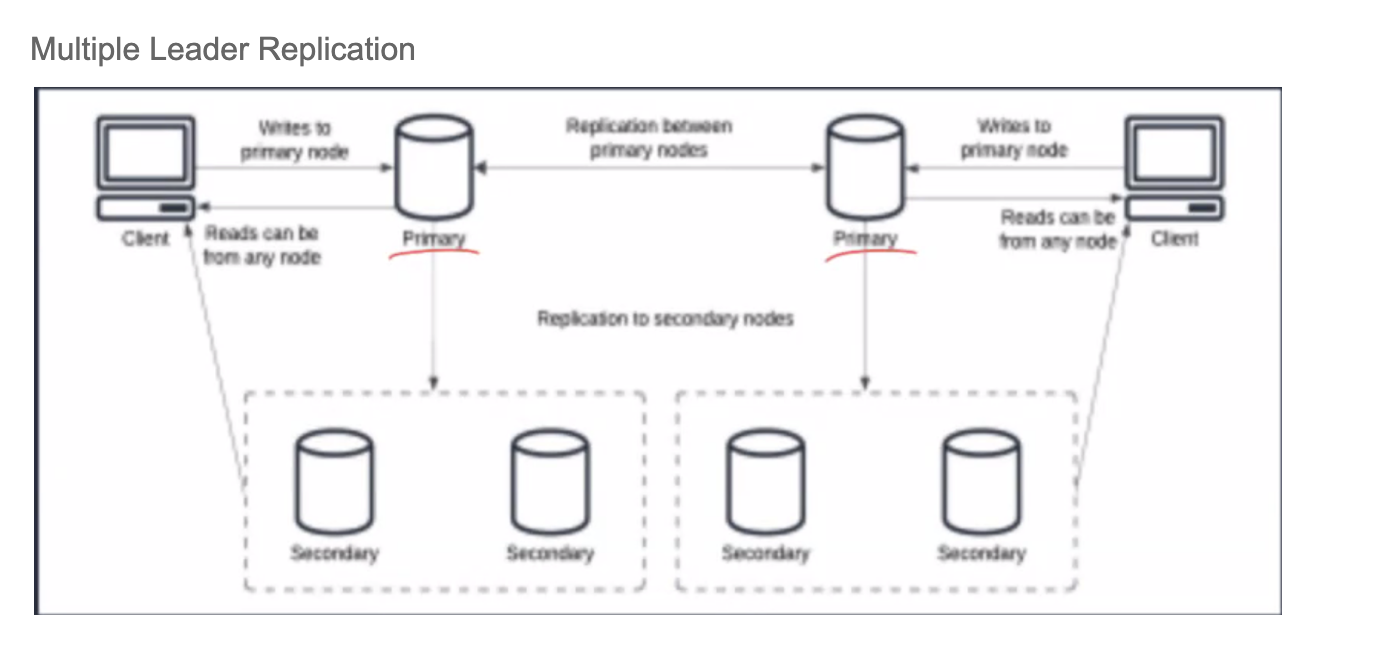 Multiple Leader Replication
Writes to
primary node
Replication between
primary nodes
Writes to
primary node
Client
Reads can be
from any node
Primary
Primary
Reads can be
from any node
Client
Replication to secondary nodes
Secondary
Secondary
Secondary
Secondary